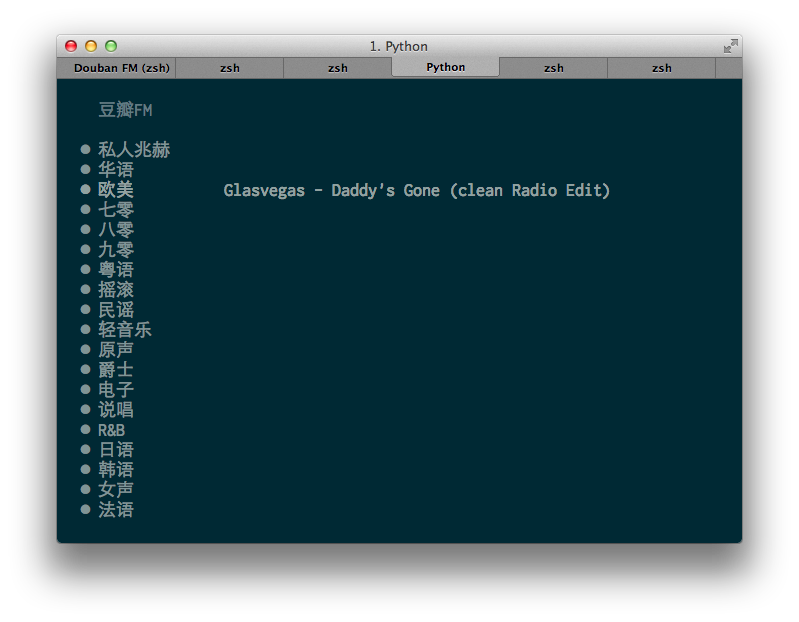 1. Python
Douban FM (zsh) zsh zsh Python zsh zsh
豆瓣FM
私人兆赫
华语
欧美 Glasvegas - Daddy's Gone (clean Radio Edit)
七零
八零
九零
粤语
摇滚
民谣
轻音乐
原声
爵士
电子
说唱
R&B
日语
韩语
女声
法语